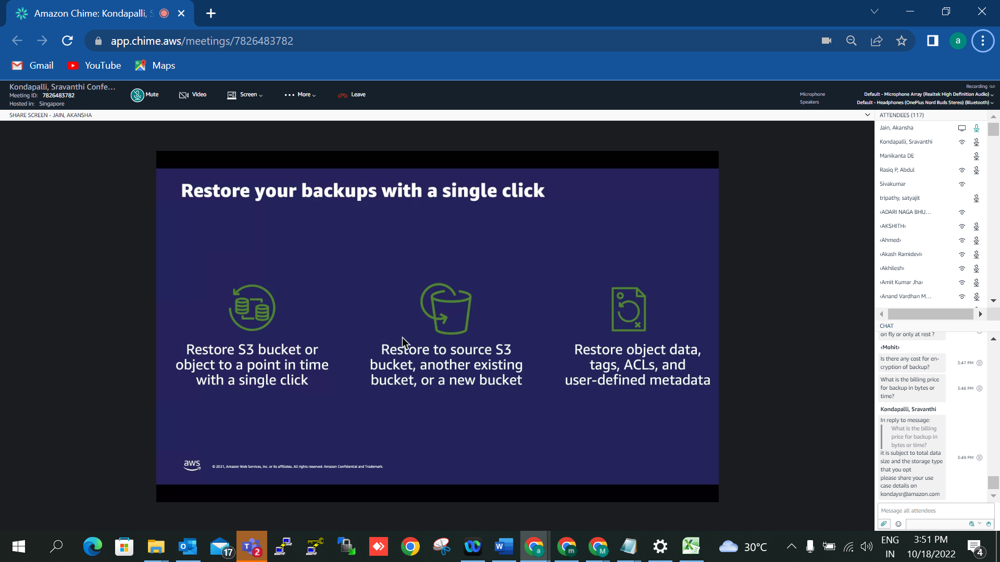 Amazon Chime: Kondapalli, S
app.chime.aws/meetings/7826483782
a
Gmail
YouTube
Maps
Kondapalli, Sravanthi Confe...
Meeting ID: 7826483782
Hosted in: Singapore
Mute
Video
Screen
More
Leave
Recording
Microphone
Default - Microphone Array (Realtek High Definition Audio)
Speakers
Default - Headphones (OnePlus Nord Buds Stereo) (Bluetooth)
SHARE SCREEN - JAIN, AKANSHA
Restore your backups with a single click
Restore S3 bucket or
object to a point in time
with a single click
Restore to source S3
bucket, another existing
bucket, or a new bucket
Restore object data,
tags, ACLs, and
user-defined metadata
aws
© 2021, Amazon Web Services, Inc. or its affiliates. All rights reserved. Amazon Confidential and Trademark.
ATTENDEES (117)
Jain, Akansha
Kondapalli, Sravanthi
Manikanta DE
Rasiq P, Abdul
Sivakumar
tripathy, satyajit
‹ADARI NAGA BHU...
‹AKSHITH›
‹Ahmed›
‹Akash Ramidevi›
‹Akhilesh›
‹Amit Kumar Jha›
‹Anand Vardhan M...
CHAT
on fly or only at rest ?
‹Mohit›
Is there any cost for en-
cryption of backup?
3:47 PM
What is the billing price
for backup in bytes or
time?
3:48 PM
Kondapalli, Sravanthi
In reply to message:
What is the billing
price for backup in
bytes or time?
it is subject to total data
size and the storage type
that you opt
please share your use
case details on
kondaysr@amazon.com
3:49 PM
Message all attendees
17
T
2
W
a
m
M
30°C
ENG
IN
3:51 PM
10/18/2022
4